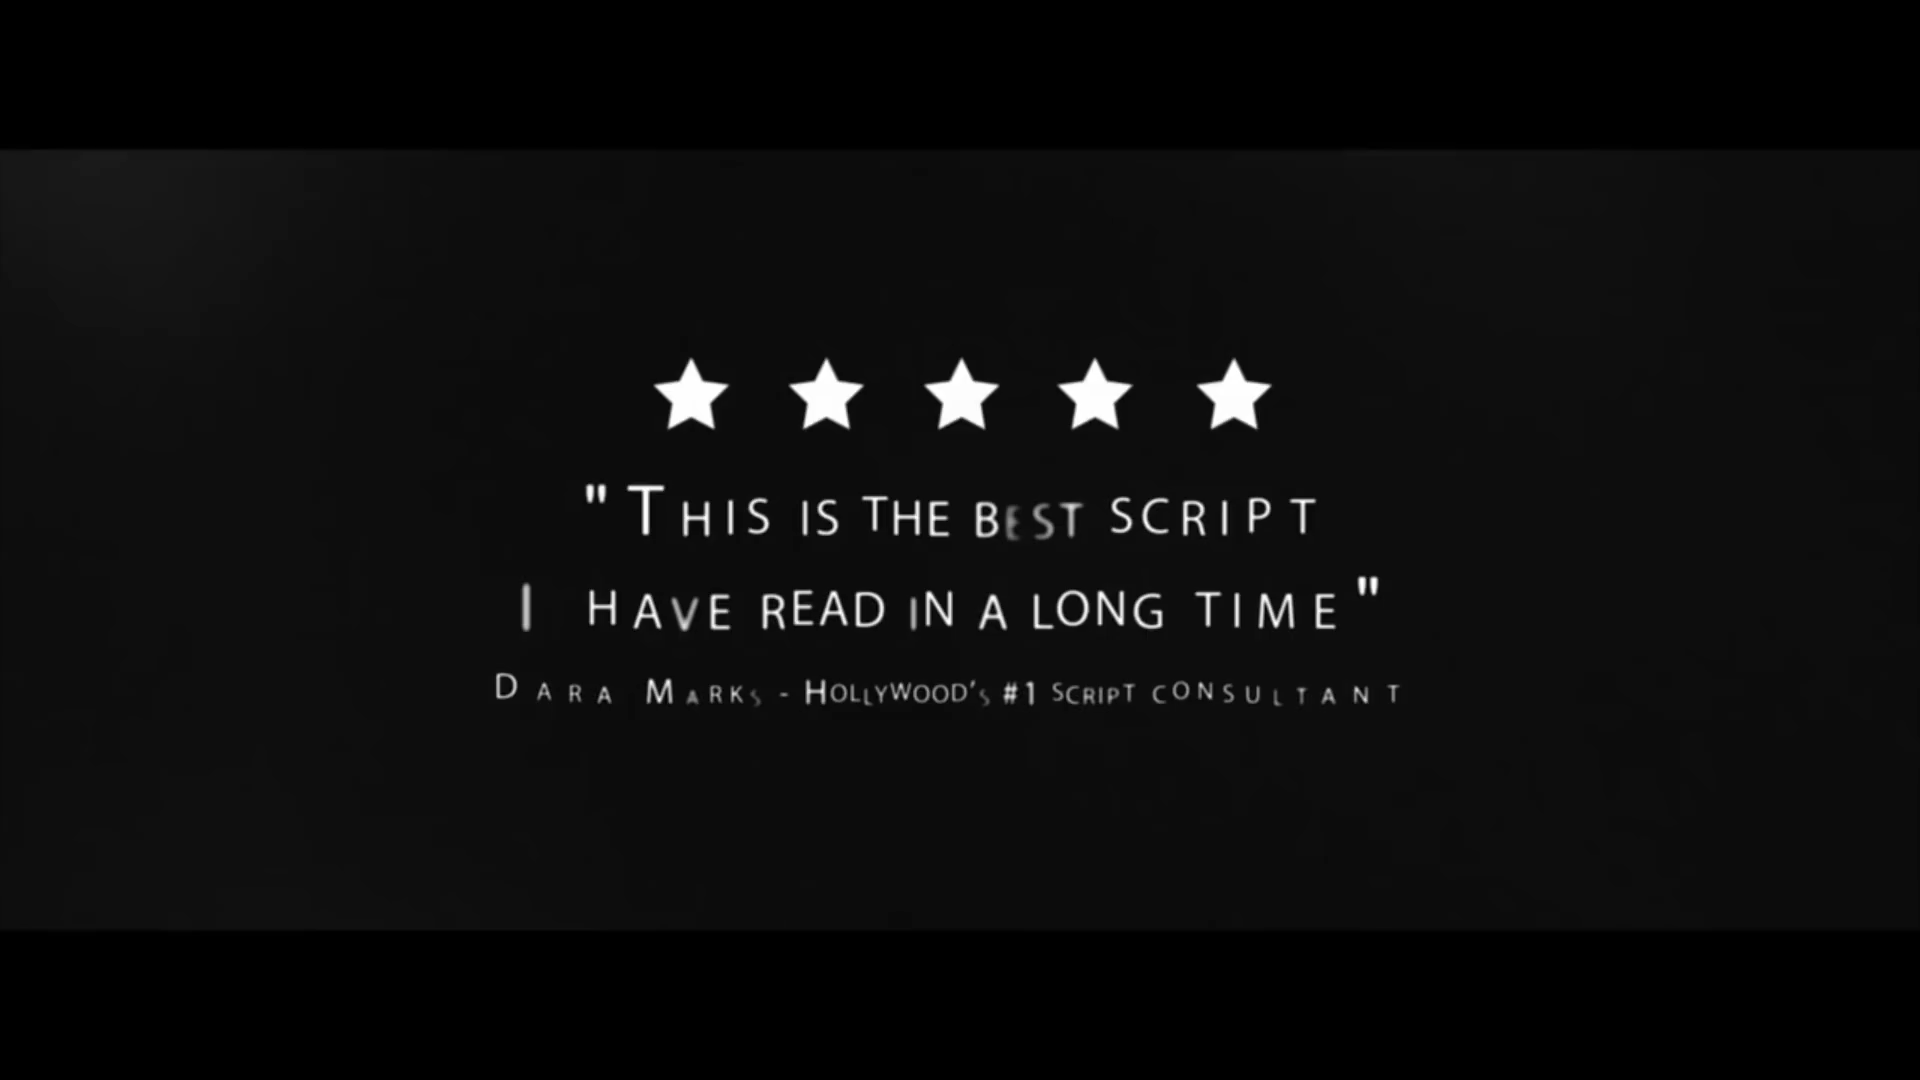 "This is the best script
I have read in a long time"
Dara Marks - Hollywood's #1 script consultant